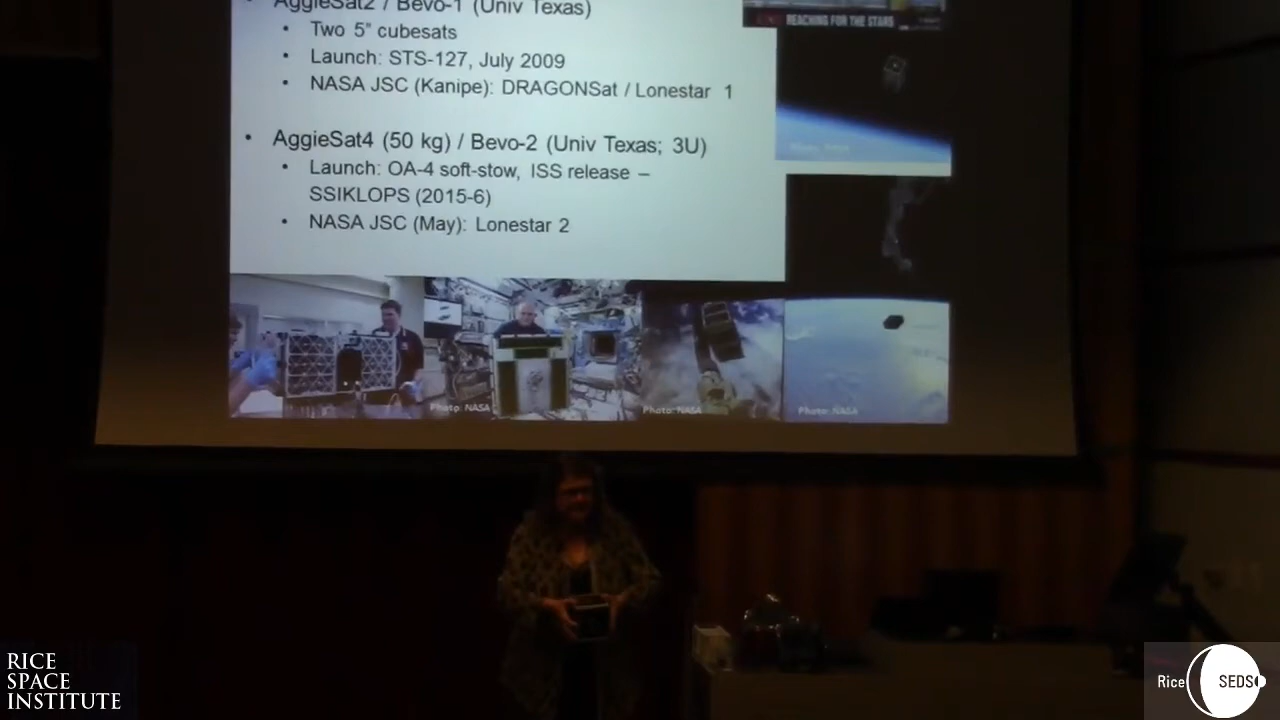 REACHING FOR THE STARS
• AggieSat2 / Bevo-1 (Univ Texas)
• Two 5" cubesats
• Launch: STS-127, July 2009
• NASA JSC (Kanipe): DRAGONSat / Lonestar 1
• AggieSat4 (50 kg) / Bevo-2 (Univ Texas; 3U)
• Launch: OA-4 soft-stow, ISS release –
SSIKLOPS (2015-6)
• NASA JSC (May): Lonestar 2
Photo: NASA
Photo: NASA
Photo: NASA
RICE
SPACE
INSTITUTE
Rice SEDS